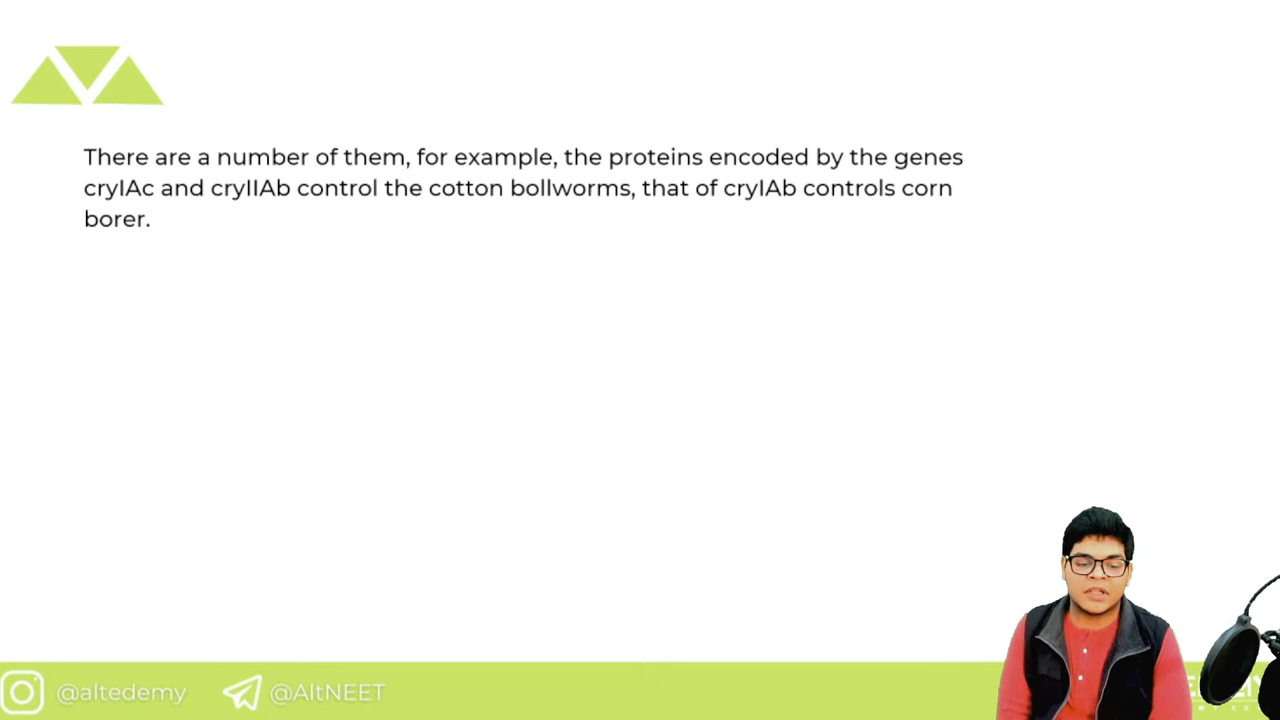 There are a number of them, for example, the proteins encoded by the genes
cryIAc and cryIIAb control the cotton bollworms, that of cryIAb controls corn
borer.
@altedemy
@AltNEET